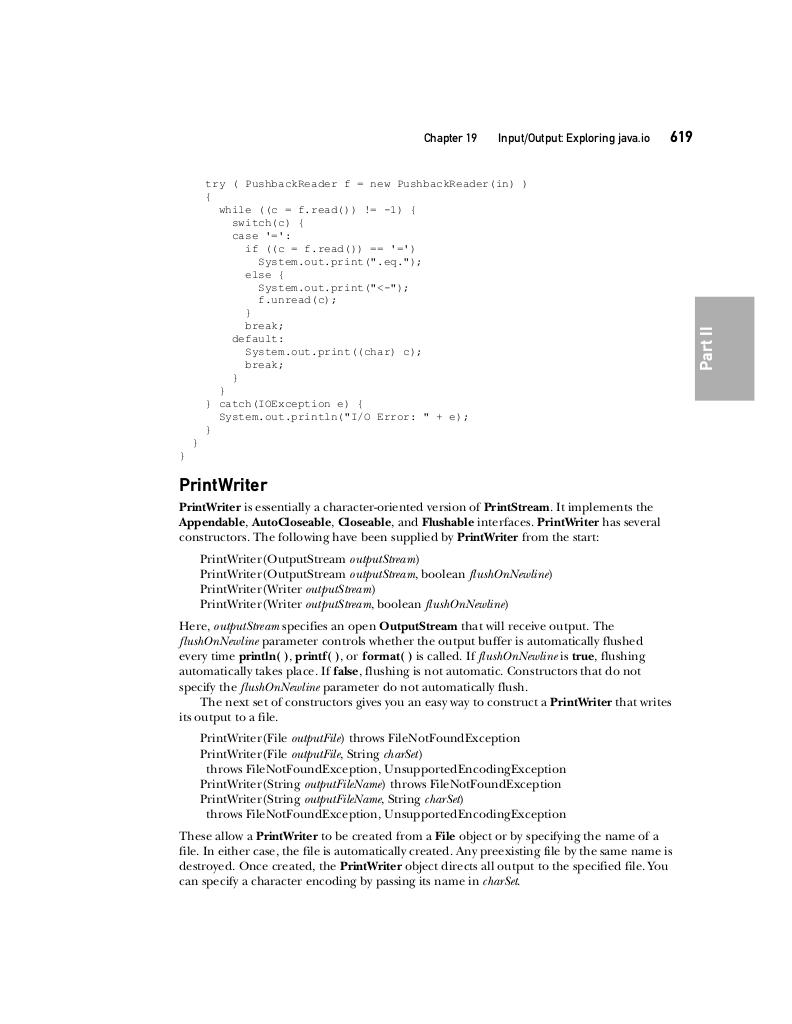 Chapter 19 Input/Output: Exploring java.io 619
try ( PushbackReader f = new PushbackReader(in) )
{
while ((c = f.read()) != -1) {
switch(c) {
case '=':
if ((c = f.read()) == '=')
System.out.print(".eq.");
else {
System.out.print("<-");
f.unread(c);
}
break;
default:
System.out.print((char) c);
break;
}
}
} catch(IOException e) {
System.out.println("I/O Error: " + e);
}
}
}
Part II
PrintWriter
PrintWriter is essentially a character-oriented version of PrintStream. It implements the
Appendable, AutoCloseable, Closeable, and Flushable interfaces. PrintWriter has several
constructors. The following have been supplied by PrintWriter from the start:
PrintWriter(OutputStream outputStream)
PrintWriter(OutputStream outputStream, boolean flushOnNewline)
PrintWriter(Writer outputStream)
PrintWriter(Writer outputStream, boolean flushOnNewline)
Here, outputStream specifies an open OutputStream that will receive output. The
flushOnNewline parameter controls whether the output buffer is automatically flushed
every time println( ), printf( ), or format( ) is called. If flushOnNewline is true, flushing
automatically takes place. If false, flushing is not automatic. Constructors that do not
specify the flushOnNewline parameter do not automatically flush.
The next set of constructors gives you an easy way to construct a PrintWriter that writes
its output to a file.
PrintWriter(File outputFile) throws FileNotFoundException
PrintWriter(File outputFile, String charSet)
throws FileNotFoundException, UnsupportedEncodingException
PrintWriter(String outputFileName) throws FileNotFoundException
PrintWriter(String outputFileName, String charSet)
throws FileNotFoundException, UnsupportedEncodingException
These allow a PrintWriter to be created from a File object or by specifying the name of a
file. In either case, the file is automatically created. Any preexisting file by the same name is
destroyed. Once created, the PrintWriter object directs all output to the specified file. You
can specify a character encoding by passing its name in charSet.